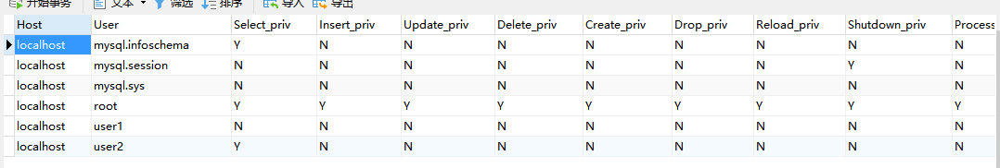 开始事务 文本 筛选 排序 导入 导出
Host User Select_priv Insert_priv Update_priv Delete_priv Create_priv Drop_priv Reload_priv Shutdown_priv Process
localhost mysql.infoschema Y N N N N N N N N
localhost mysql.session N N N N N N N Y N
localhost mysql.sys N N N N N N N N N
localhost root Y Y Y Y Y Y Y Y Y
localhost user1 N N N N N N N N N
localhost user2 Y N N N N N N N N